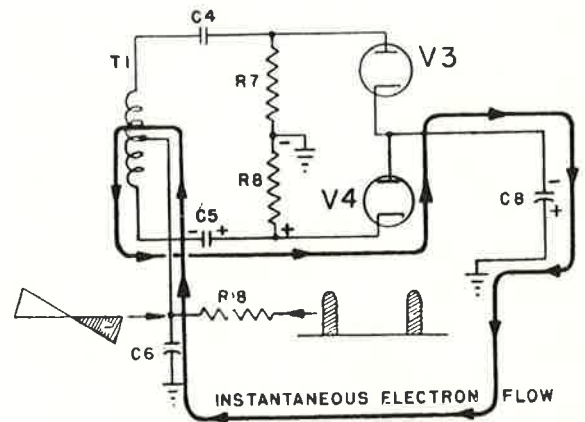 C4
T1
R7
V3
R8
V4
C5
C8
R18
C6
INSTANTANEOUS ELECTRON FLOW